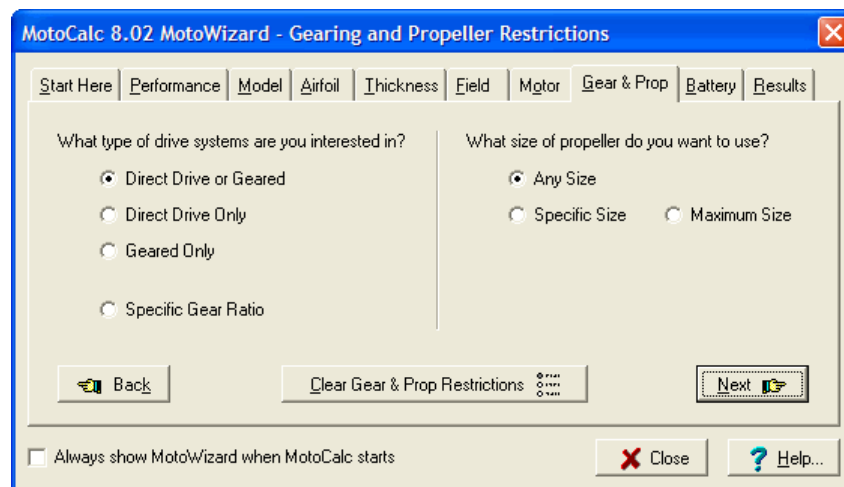 MotoCalc 8.02 MotoWizard - Gearing and Propeller Restrictions
Start Here Performance Model Airfoil Thickness Field Motor Gear & Prop Battery Results
What type of drive systems are you interested in?
Direct Drive or Geared
Direct Drive Only
Geared Only
Specific Gear Ratio
What size of propeller do you want to use?
Any Size
Specific Size Maximum Size
Back Clear Gear & Prop Restrictions Next
Always show MotoWizard when MotoCalc starts Close Help...